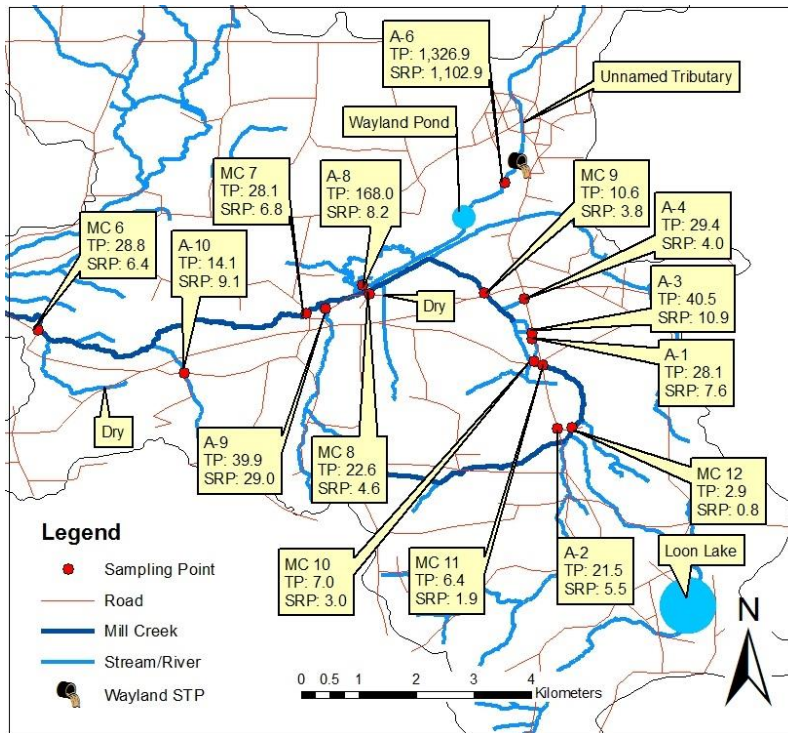 A-6
TP: 1,326.9
SRP: 1,102.9
Unnamed Tributary
Wayland Pond
MC 7
TP: 28.1
SRP: 6.8
A-8
TP: 168.0
SRP: 8.2
MC 9
TP: 10.6
SRP: 3.8
A-4
TP: 29.4
SRP: 4.0
MC 6
TP: 28.8
SRP: 6.4
A-10
TP: 14.1
SRP: 9.1
A-3
TP: 40.5
SRP: 10.9
Dry
A-1
TP: 28.1
SRP: 7.6
Dry
A-9
TP: 39.9
SRP: 29.0
MC 8
TP: 22.6
SRP: 4.6
MC 12
TP: 2.9
SRP: 0.8
MC 10
TP: 7.0
SRP: 3.0
MC 11
TP: 6.4
SRP: 1.9
A-2
TP: 21.5
SRP: 5.5
Loon Lake
Legend
Sampling Point
Road
Mill Creek
Stream/River
Wayland STP
N
0 0.5 1 2 3 4
Kilometers